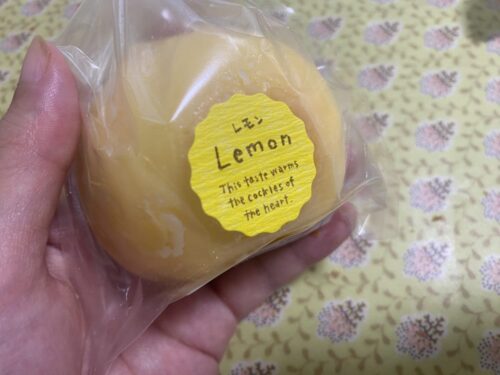 レモン
Lemon
This taste warms
the cockles of
the heart.